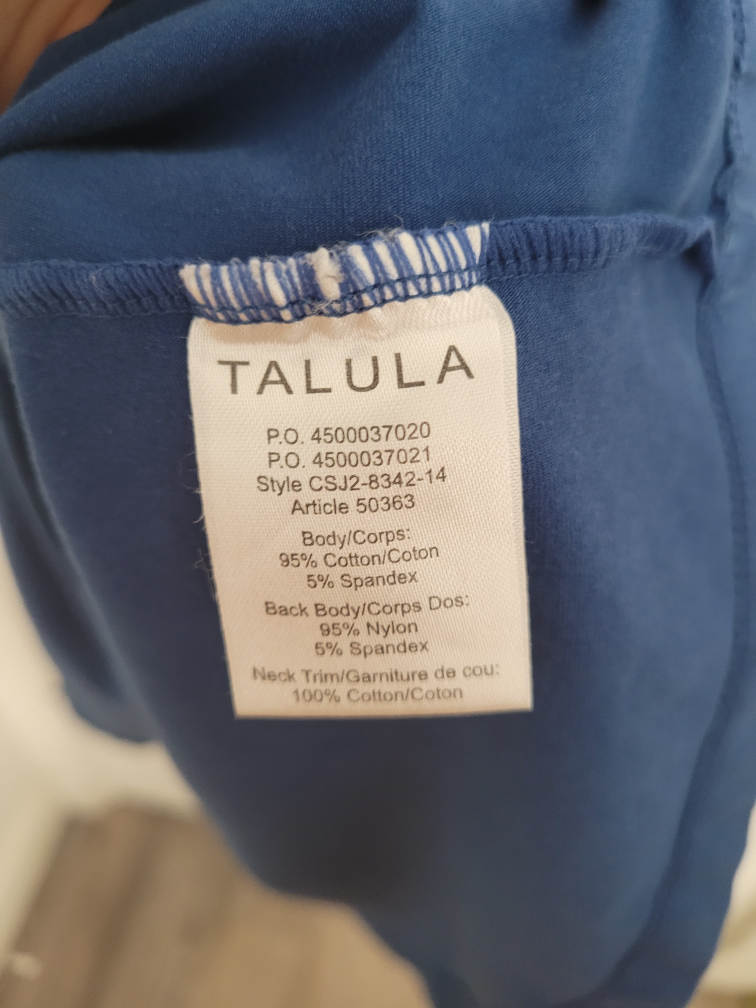 TALULA
P.O. 4500037020
P.O. 4500037021
Style CSJ2-8342-14
Article 50363
Body/Corps:
95% Cotton/Coton
5% Spandex
Back Body/Corps Dos:
95% Nylon
5% Spandex
Neck Trim/Garniture de cou:
100% Cotton/Coton